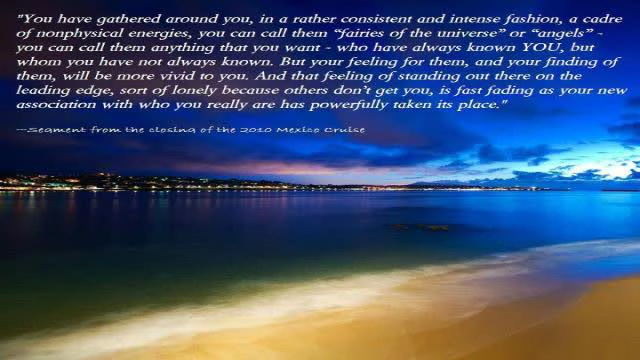 "You have gathered around you, in a rather consistent and intense fashion, a cadre
of nonphysical energies, you can call them “fairies of the universe” or “angels” -
you can call them anything that you want - who have always known YOU, but
whom you have not always known. But your feeling for them, and your finding of
them, will be more vivid to you. And that feeling of standing out there on the
leading edge, sort of lonely because others don’t get you, is fast fading as your new
association with who you really are has powerfully taken its place."
---Segment from the closing of the 2010 Mexico Cruise